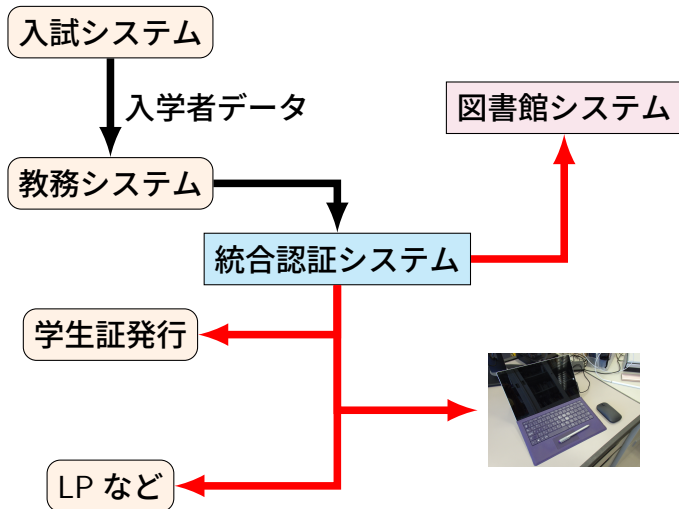 入試システム
入学者データ
図書館システム
教務システム
統合認証システム
学生証発行
LP など